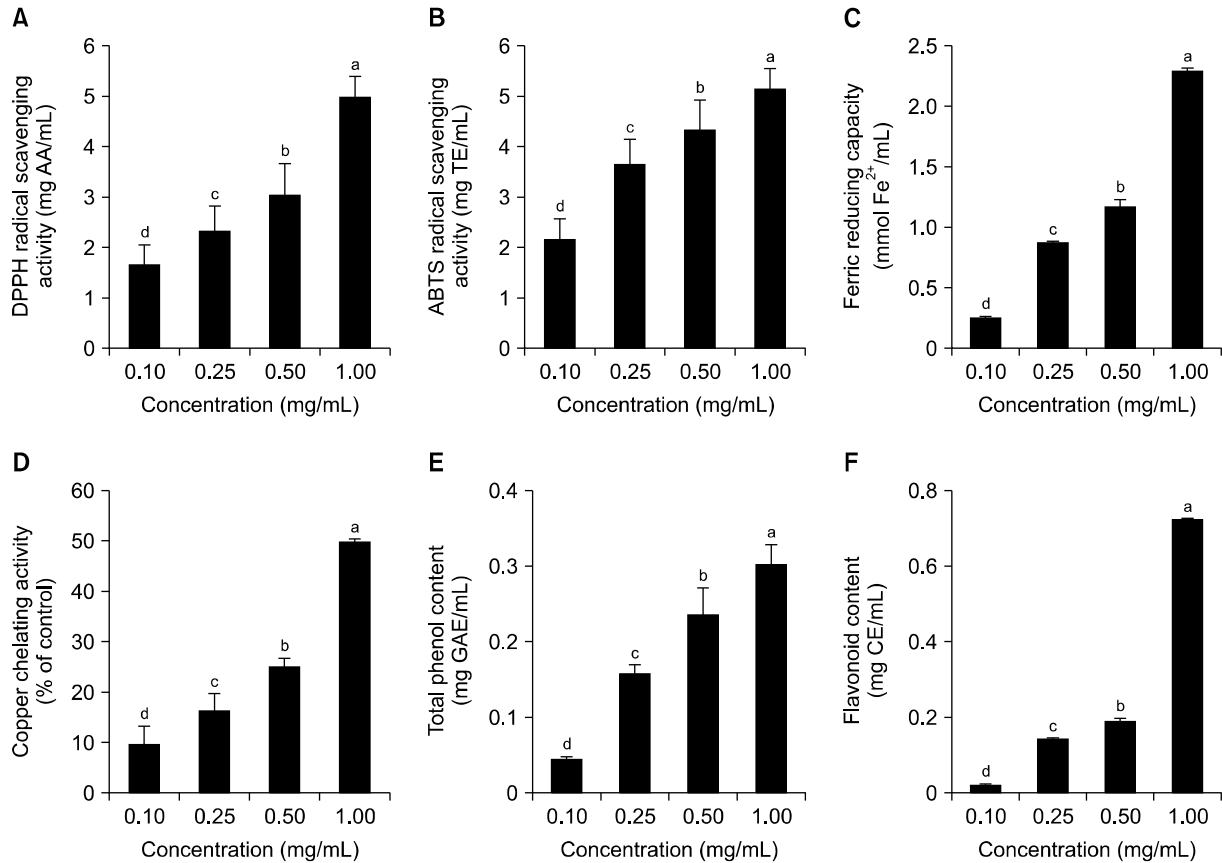 A
DPPH radical scavenging
activity (mg AA/mL)
6
5
4
3
2
1
0
d
c
b
a
0.10 0.25 0.50 1.00
Concentration (mg/mL)
B
ABTS radical scavenging
activity (mg TE/mL)
6
5
4
3
2
1
0
d
c
b
a
0.10 0.25 0.50 1.00
Concentration (mg/mL)
C
Ferric reducing capacity
(mmol Fe²⁺/mL)
2.5
2.0
1.5
1.0
0.5
0
d
c
b
a
0.10 0.25 0.50 1.00
Concentration (mg/mL)
D
Copper chelating activity
(% of control)
60
50
40
30
20
10
0
d
c
b
a
0.10 0.25 0.50 1.00
Concentration (mg/mL)
E
Total phenol content
(mg GAE/mL)
0.4
0.3
0.2
0.1
0
d
c
b
a
0.10 0.25 0.50 1.00
Concentration (mg/mL)
F
Flavonoid content
(mg CE/mL)
0.8
0.6
0.4
0.2
0
d
c
b
a
0.10 0.25 0.50 1.00
Concentration (mg/mL)